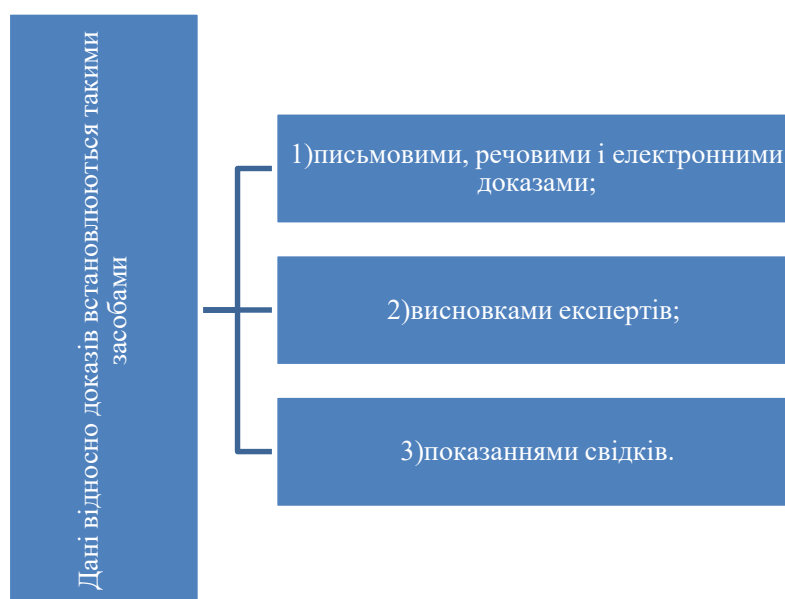 Дані відносно доказів встановлюються такими
засобами
1)письмовими, речовими і електронними
доказами;
2)висновками експертів;
3)показаннями свідків.